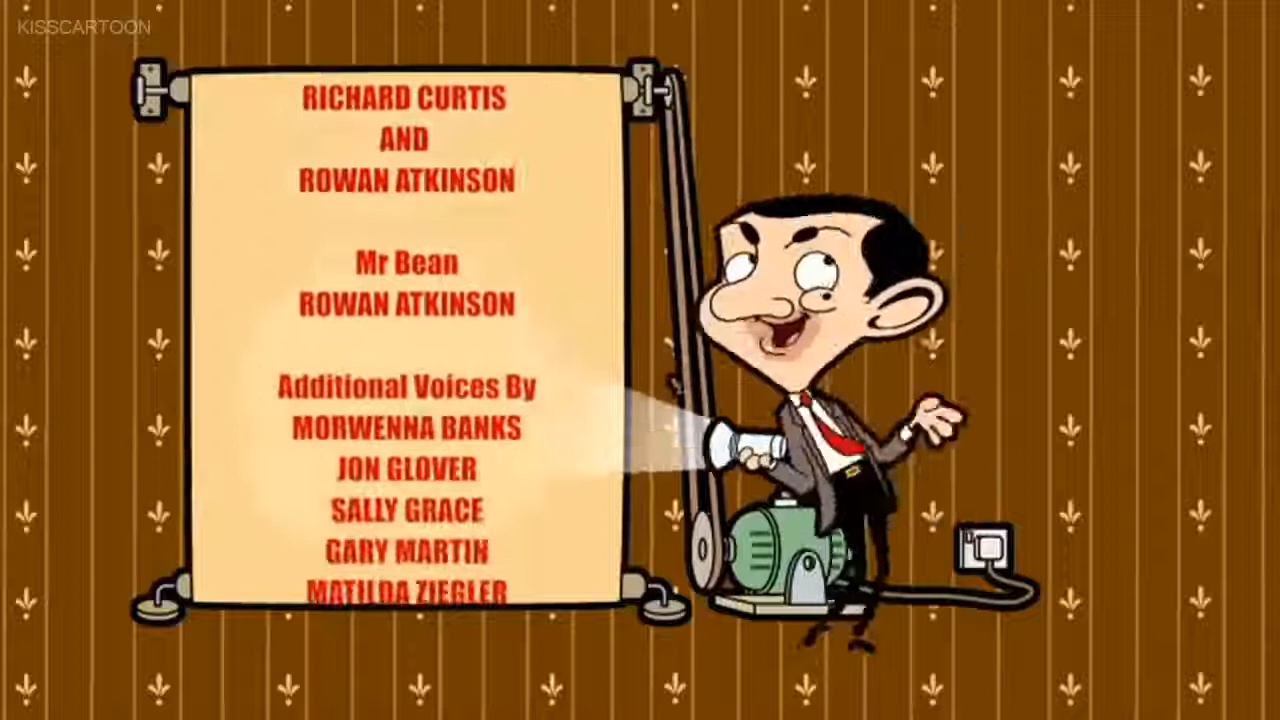 KISSCARTOON
RICHARD CURTIS
AND
ROWAN ATKINSON
Mr Bean
ROWAN ATKINSON
Additional Voices By
MORWENNA BANKS
JON GLOVER
SALLY GRACE
GARY MARTIN
MATILDA ZIEGLER